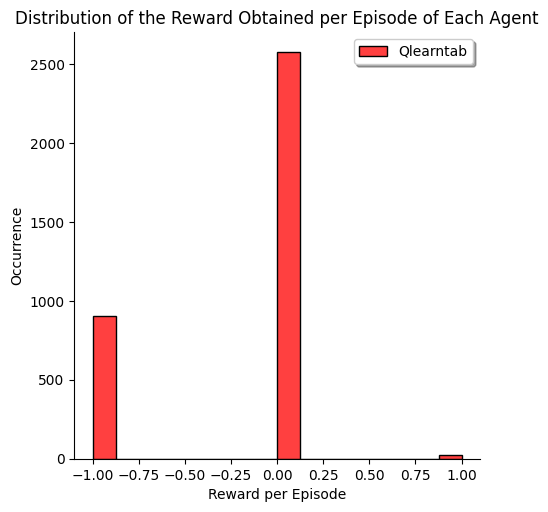 Distribution of the Reward Obtained per Episode of Each Agent
Qlearntab
2500
2000
1500
1000
500
0
Occurrence
−1.00 −0.75 −0.50 −0.25 0.00 0.25 0.50 0.75 1.00
Reward per Episode